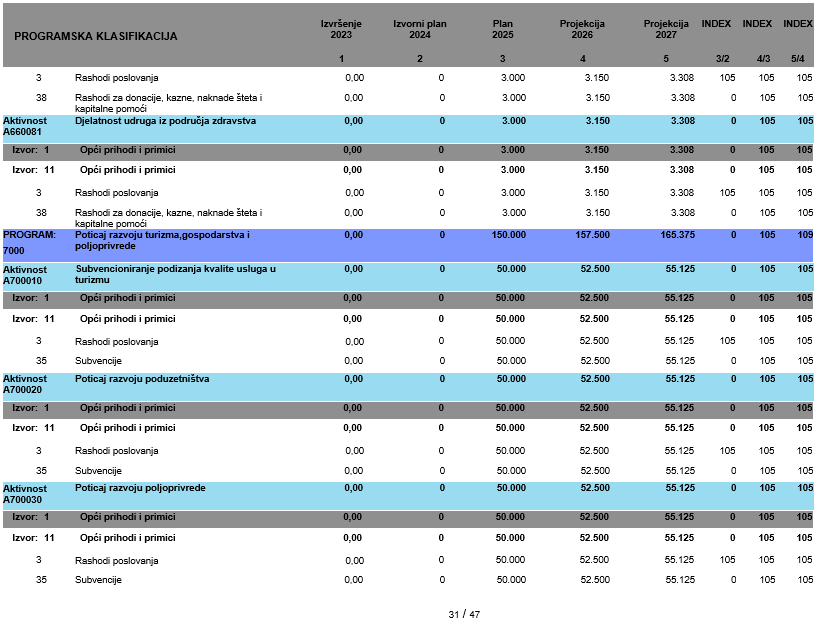 PROGRAMSKA KLASIFIKACIJA Izvršenje 2023 Izvorni plan 2024 Plan 2025 Projekcija 2026 Projekcija 2027 INDEX INDEX INDEX
1 2 3 4 5 3/2 4/3 5/4
3 Rashodi poslovanja 0,00 0 3.000 3.150 3.308 105 105 105
38 Rashodi za donacije, kazne, naknade šteta i 0,00 0 3.000 3.150 3.308 0 105 105
kapitalne pomoći
Aktivnost Djelatnost udruga iz područja zdravstva 0,00 0 3.000 3.150 3.308 0 105 105
A660081
Izvor: 1 Opći prihodi i primici 0,00 0 3.000 3.150 3.308 0 105 105
Izvor: 11 Opći prihodi i primici 0,00 0 3.000 3.150 3.308 0 105 105
3 Rashodi poslovanja 0,00 0 3.000 3.150 3.308 105 105 105
38 Rashodi za donacije, kazne, naknade šteta i 0,00 0 3.000 3.150 3.308 0 105 105
kapitalne pomoći
PROGRAM: Poticaj razvoju turizma,gospodarstva i 0,00 0 150.000 157.500 165.375 0 105 109
7000 poljoprivrede
Aktivnost Subvencioniranje podizanja kvalite usluga u 0,00 0 50.000 52.500 55.125 0 105 105
A700010 turizmu
Izvor: 1 Opći prihodi i primici 0,00 0 50.000 52.500 55.125 0 105 105
Izvor: 11 Opći prihodi i primici 0,00 0 50.000 52.500 55.125 0 105 105
3 Rashodi poslovanja 0,00 0 50.000 52.500 55.125 105 105 105
35 Subvencije 0,00 0 50.000 52.500 55.125 0 105 105
Aktivnost Poticaj razvoju poduzetništva 0,00 0 50.000 52.500 55.125 0 105 105
A700020
Izvor: 1 Opći prihodi i primici 0,00 0 50.000 52.500 55.125 0 105 105
Izvor: 11 Opći prihodi i primici 0,00 0 50.000 52.500 55.125 0 105 105
3 Rashodi poslovanja 0,00 0 50.000 52.500 55.125 105 105 105
35 Subvencije 0,00 0 50.000 52.500 55.125 0 105 105
Aktivnost Poticaj razvoju poljoprivrede 0,00 0 50.000 52.500 55.125 0 105 105
A700030
Izvor: 1 Opći prihodi i primici 0,00 0 50.000 52.500 55.125 0 105 105
Izvor: 11 Opći prihodi i primici 0,00 0 50.000 52.500 55.125 0 105 105
3 Rashodi poslovanja 0,00 0 50.000 52.500 55.125 105 105 105
35 Subvencije 0,00 0 50.000 52.500 55.125 0 105 105
31 / 47